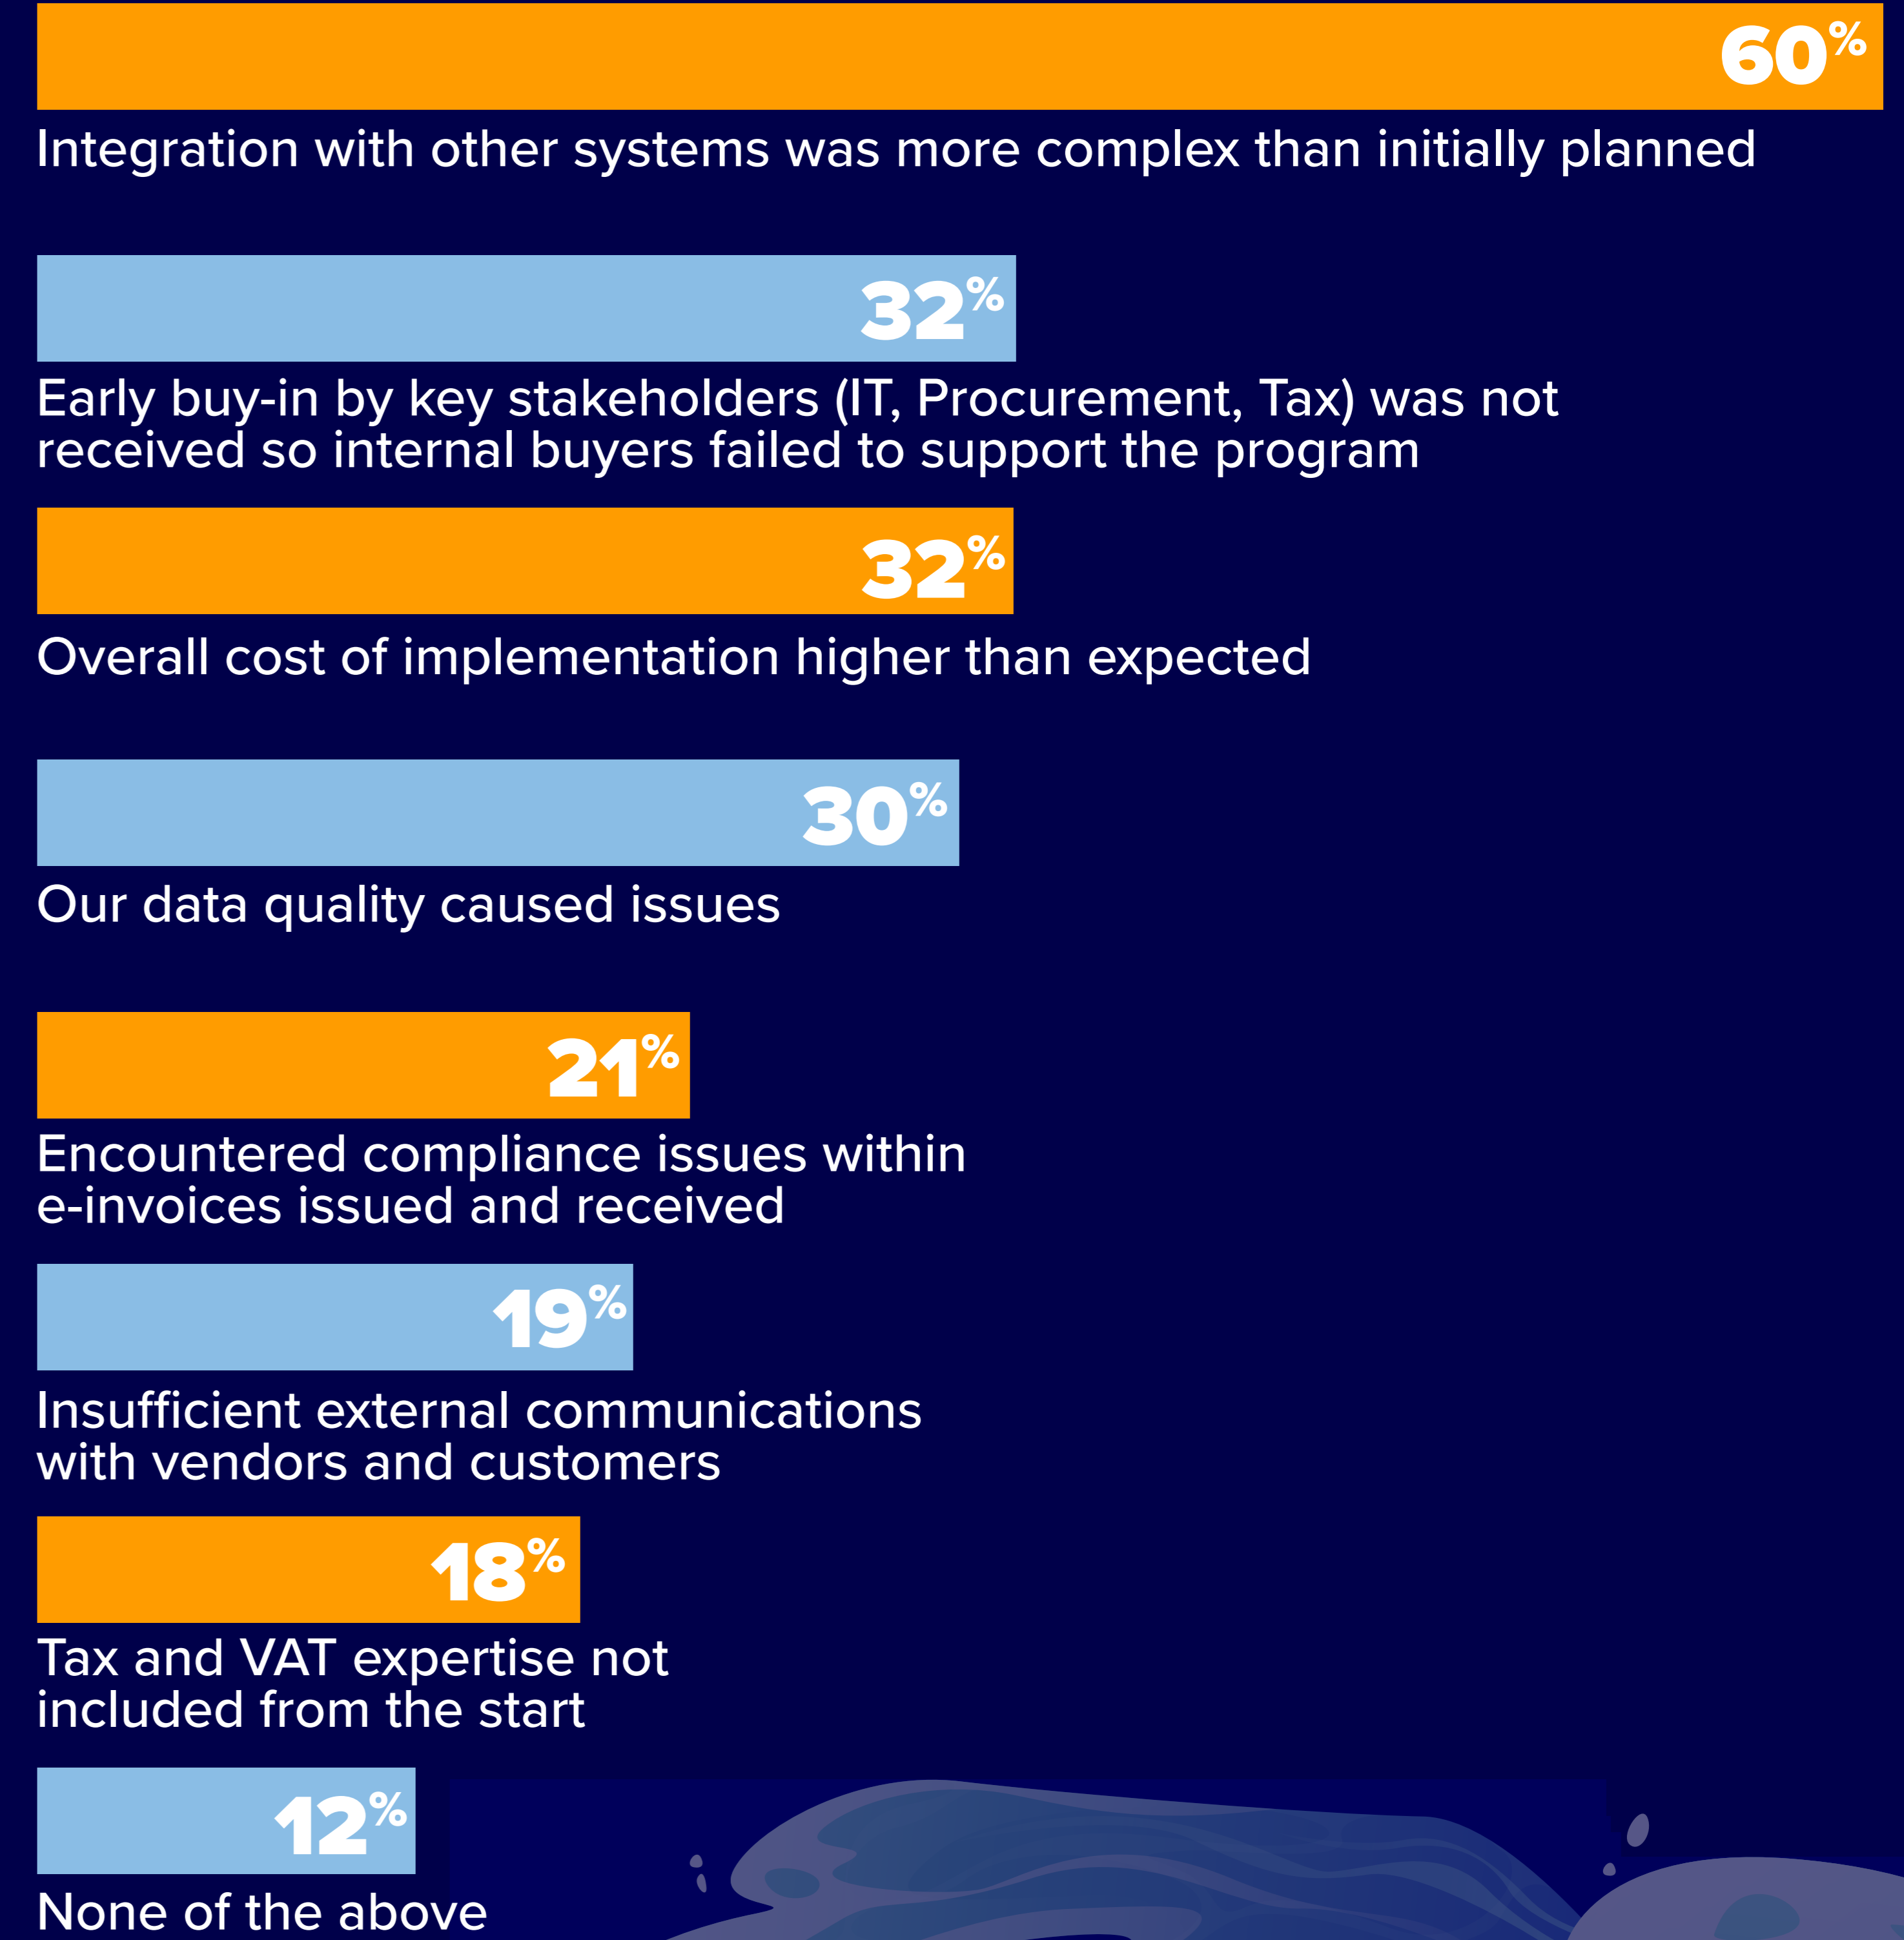 60%
Integration with other systems was more complex than initially planned
32%
Early buy-in by key stakeholders (IT, Procurement, Tax) was not
received so internal buyers failed to support the program
32%
Overall cost of implementation higher than expected
30%
Our data quality caused issues
21%
Encountered compliance issues within
e-invoices issued and received
19%
Insufficient external communications
with vendors and customers
18%
Tax and VAT expertise not
included from the start
12%
None of the above